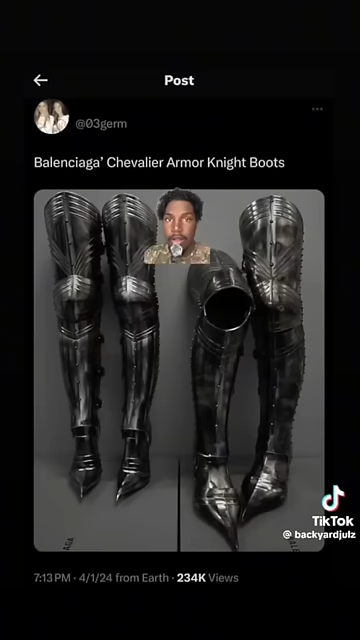 Post
@03germ
Balenciaga’ Chevalier Armor Knight Boots
AGA
7:13 PM · 4/1/24 from Earth · 234K Views
TikTok
@ backyardjulz